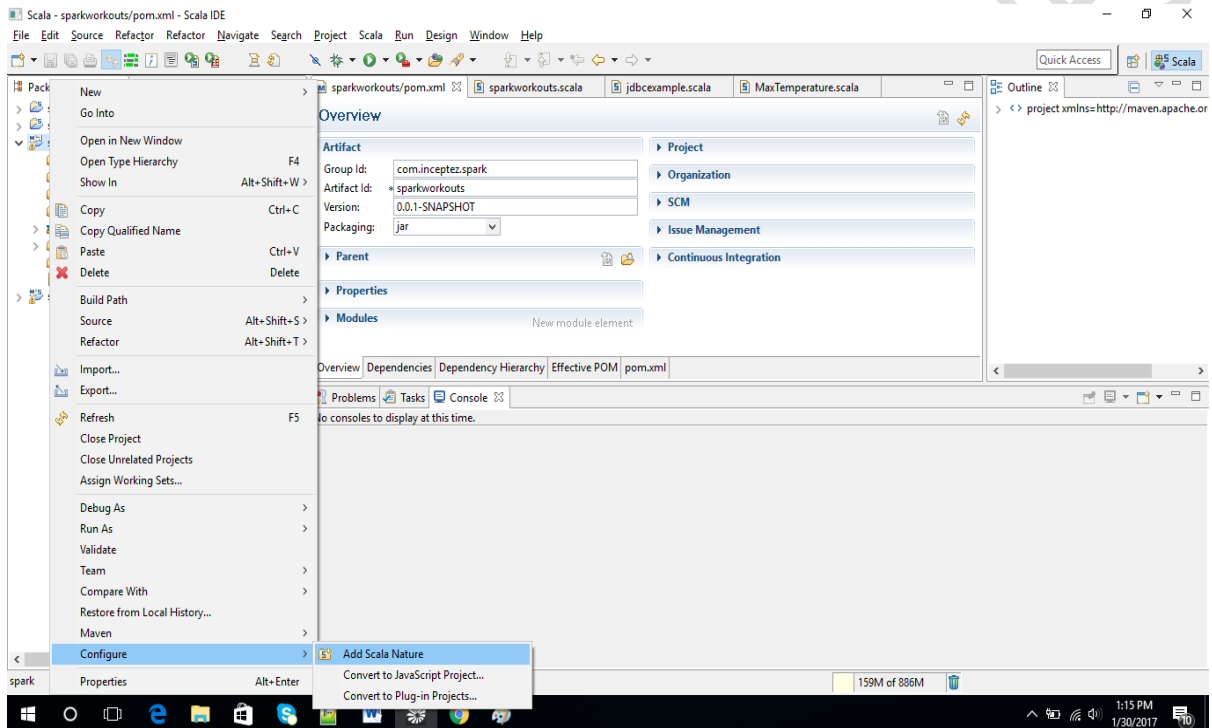 Scala - sparkworkouts/pom.xml - Scala IDE
File Edit Source Refactor Refactor Navigate Search Project Scala Run Design Window Help
Quick Access
Scala
Pack
New
Go Into
Open in New Window
Open Type Hierarchy F4
Show In Alt+Shift+W >
Copy Ctrl+C
Copy Qualified Name
Paste Ctrl+V
Delete Delete
Build Path
Source Alt+Shift+S >
Refactor Alt+Shift+T >
Import...
Export...
Refresh F5
Close Project
Close Unrelated Projects
Assign Working Sets...
Debug As
Run As
Validate
Team
Compare With
Restore from Local History...
Maven
Configure
Properties Alt+Enter
Add Scala Nature
Convert to JavaScript Project...
Convert to Plug-in Projects...
sparkworkouts/pom.xml
sparkworkouts.scala
jdbcexample.scala
MaxTemperature.scala
Overview
Artifact
Group Id: com.inceptez.spark
Artifact Id: * sparkworkouts
Version: 0.0.1-SNAPSHOT
Packaging: jar
Parent
Properties
Modules
New module element
Project
Organization
SCM
Issue Management
Continuous Integration
Overview Dependencies Dependency Hierarchy Effective POM pom.xml
Problems Tasks Console
No consoles to display at this time.
Outline
<> project xmlns=http://maven.apache.or
spark
159M of 886M
1:15 PM
1/30/2017
10